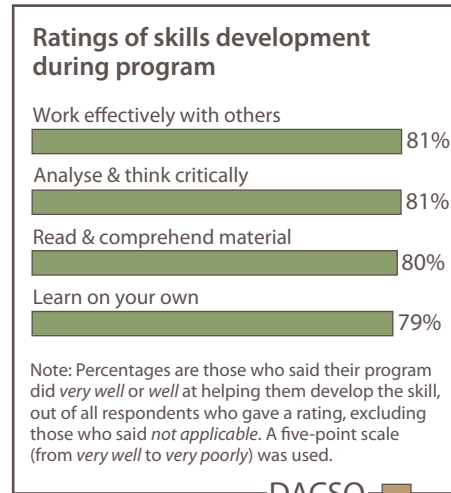 Ratings of skills development
during program
Work effectively with others
81%
Analyse & think critically
81%
Read & comprehend material
80%
Learn on your own
79%
Note: Percentages are those who said their program
did very well or well at helping them develop the skill,
out of all respondents who gave a rating, excluding
those who said not applicable. A five-point scale
(from very well to very poorly) was used.
DACSO